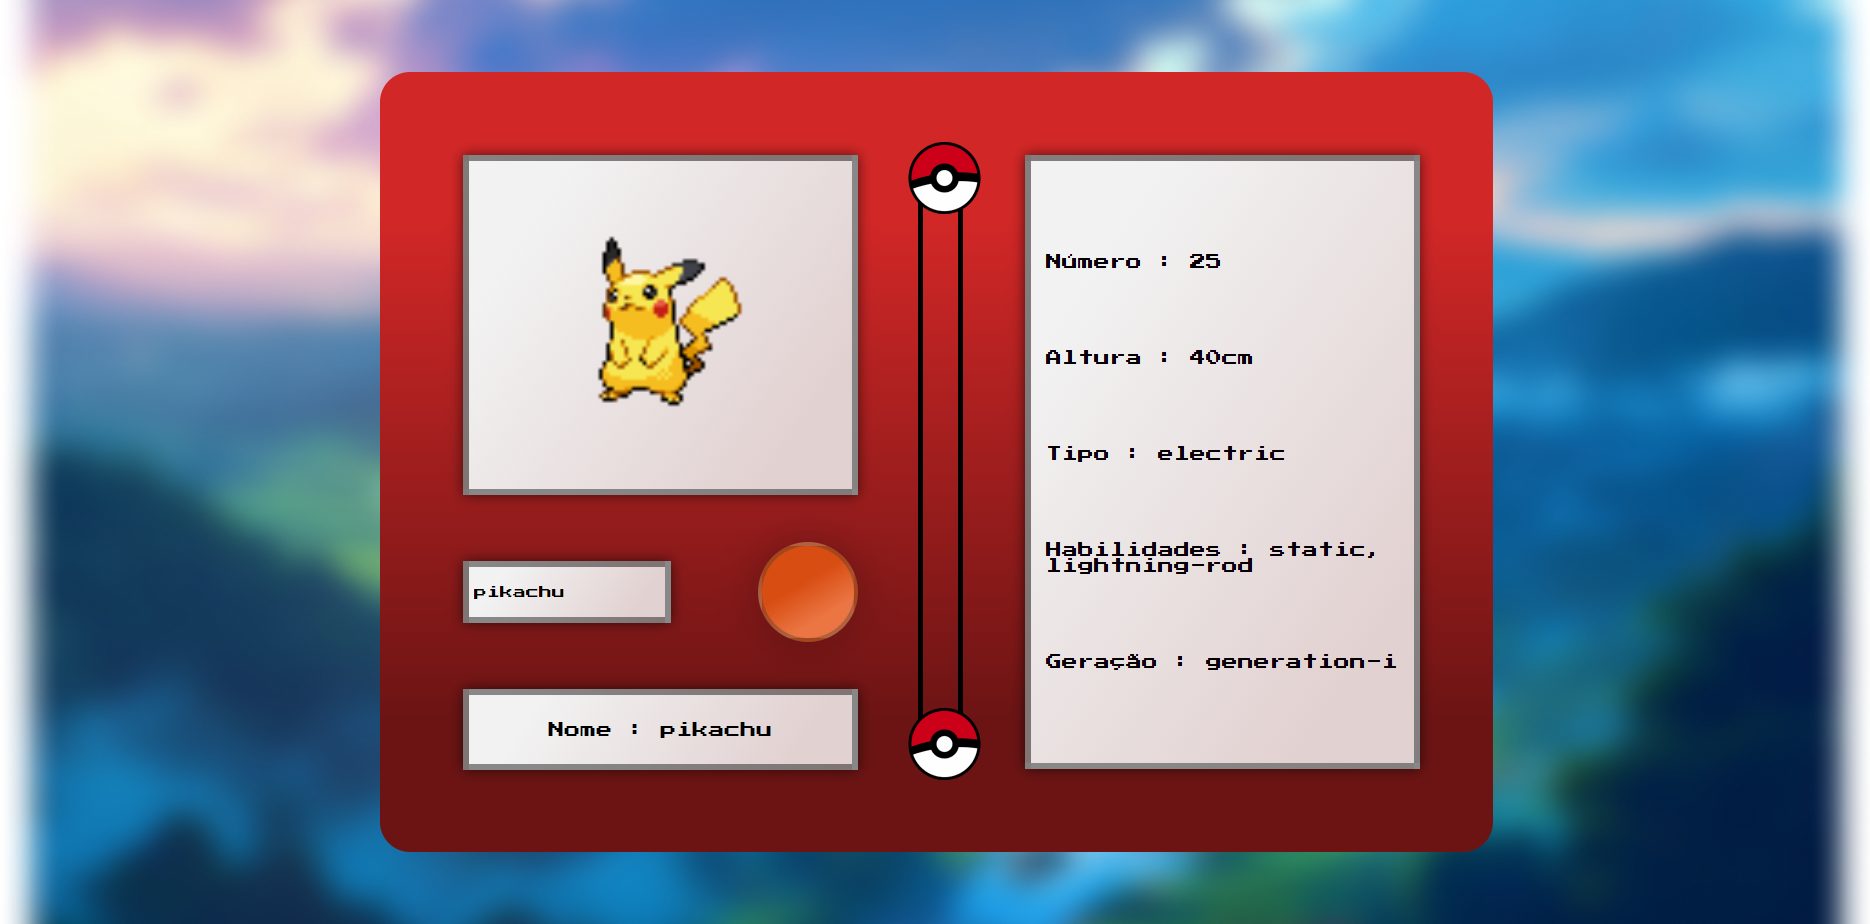 pikachu
Nome : pikachu
Número : 25
Altura : 40cm
Tipo : electric
Habilidades : static,
lightning-rod
Geração : generation-i